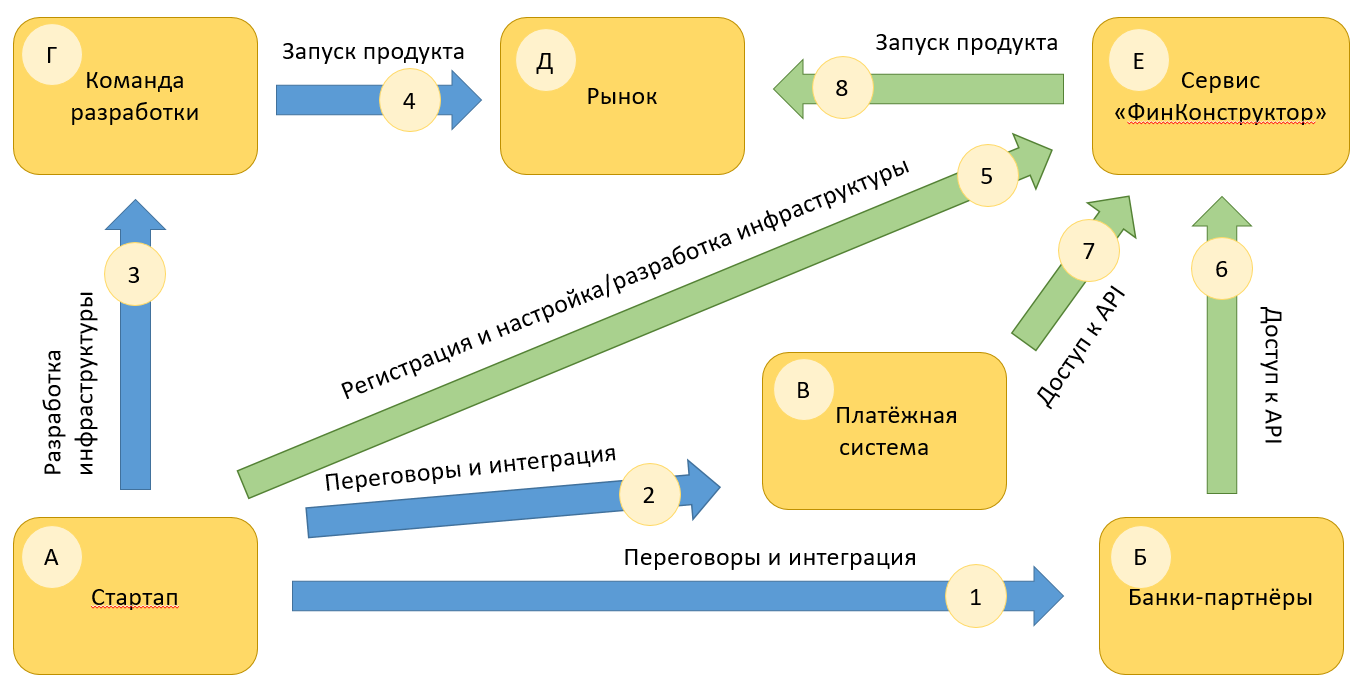 Г
Команда
разработки
Запуск продукта
4
Д
Рынок
Запуск продукта
8
Е
Сервис
«ФинКонструктор»
3
Разработка
инфраструктуры
Регистрация и настройка/разработка инфраструктуры
5
7
Доступ к API
6
Доступ к API
В
Платёжная
система
Переговоры и интеграция
2
А
Стартап
Переговоры и интеграция
1
Б
Банки-партнёры